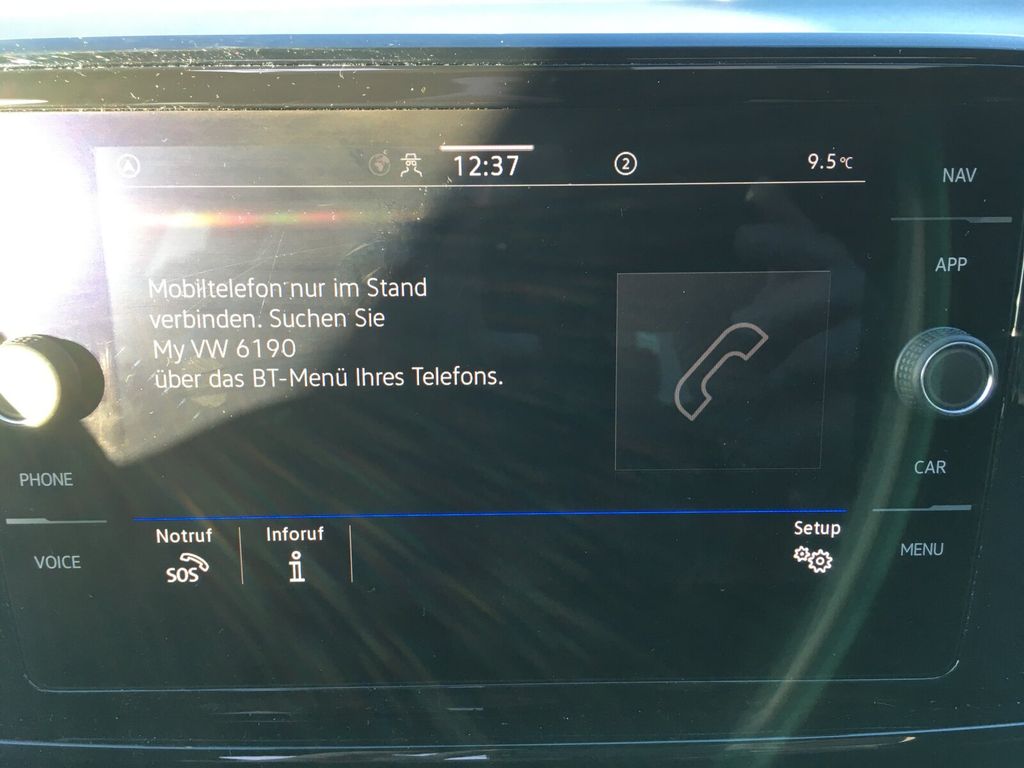 12:37
2
9.5°C
NAV
APP
Mobiltelefon nur im Stand
verbinden. Suchen Sie
My VW 6190
über das BT-Menü Ihres Telefons.
PHONE
CAR
VOICE
Notruf
SOS
Inforuf
i
Setup
MENU